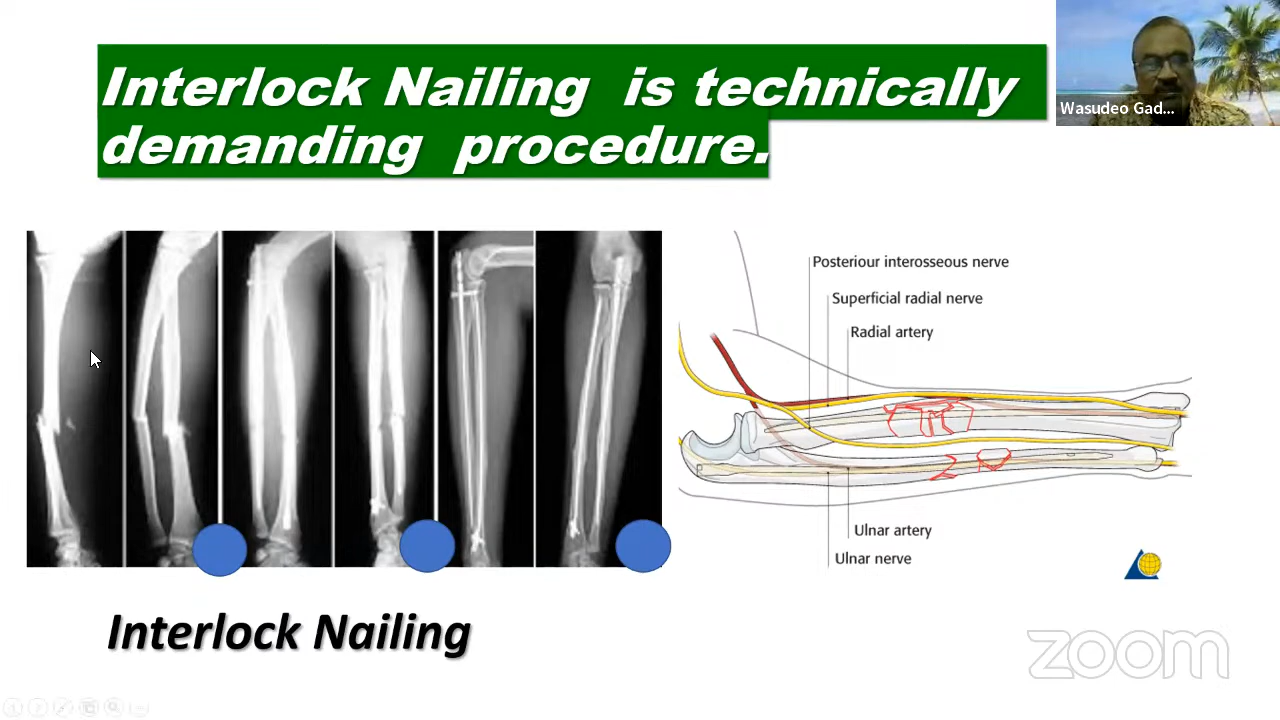 Interlock Nailing is technically
demanding procedure.
Wasudeo Gad...
Posteriour interosseous nerve
Superficial radial nerve
Radial artery
Ulnar artery
Ulnar nerve
Interlock Nailing
zoom